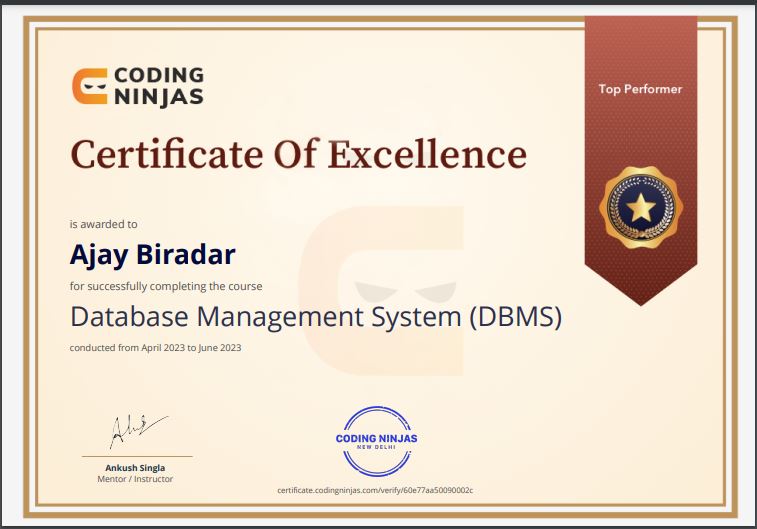 CODING
NINJAS
Top Performer
Certificate Of Excellence
is awarded to
Ajay Biradar
for successfully completing the course
Database Management System (DBMS)
conducted from April 2023 to June 2023
Ankush Singla
Mentor / Instructor
CODING NINJAS
NEW DELHI
certificate.codingninjas.com/verify/60e77aa50090002c